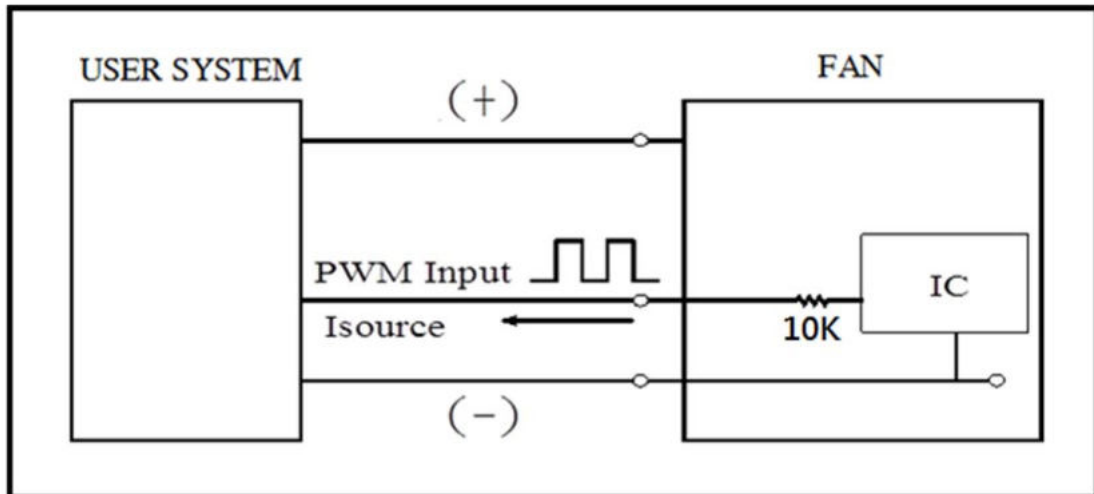 USER SYSTEM
FAN
(+)
PWM Input
IC
Isource
10K
(-)